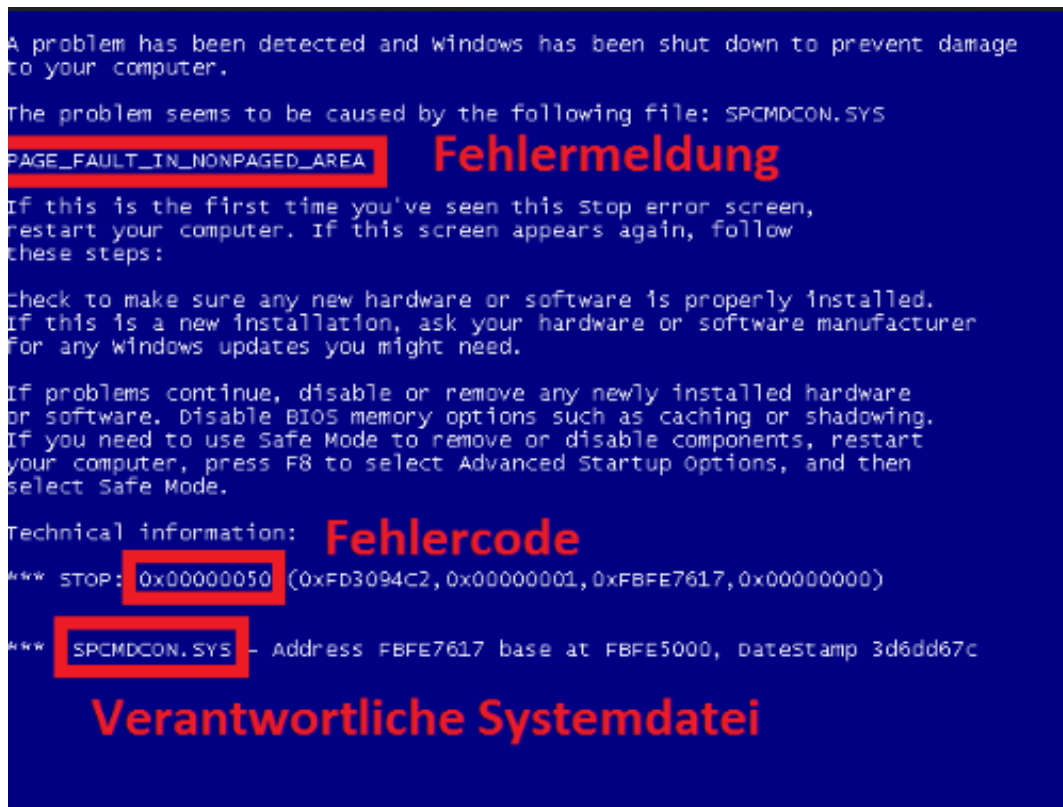 A problem has been detected and Windows has been shut down to prevent damage
to your computer.
The problem seems to be caused by the following file: SPCMDCON.SYS
PAGE_FAULT_IN_NONPAGED_AREA Fehlermeldung
If this is the first time you've seen this Stop error screen,
restart your computer. If this screen appears again, follow
these steps:
Check to make sure any new hardware or software is properly installed.
If this is a new installation, ask your hardware or software manufacturer
for any Windows updates you might need.
If problems continue, disable or remove any newly installed hardware
or software. Disable BIOS memory options such as caching or shadowing.
If you need to use Safe Mode to remove or disable components, restart
your computer, press F8 to select Advanced Startup Options, and then
select Safe Mode.
Technical information: Fehlercode
*** STOP: 0x00000050 (0xFD3094C2,0x00000001,0xFBFE7617,0x00000000)
*** SPCMDCON.SYS - Address FBFE7617 base at FBFE5000, DateStamp 3d6dd67c
Verantwortliche Systemdatei